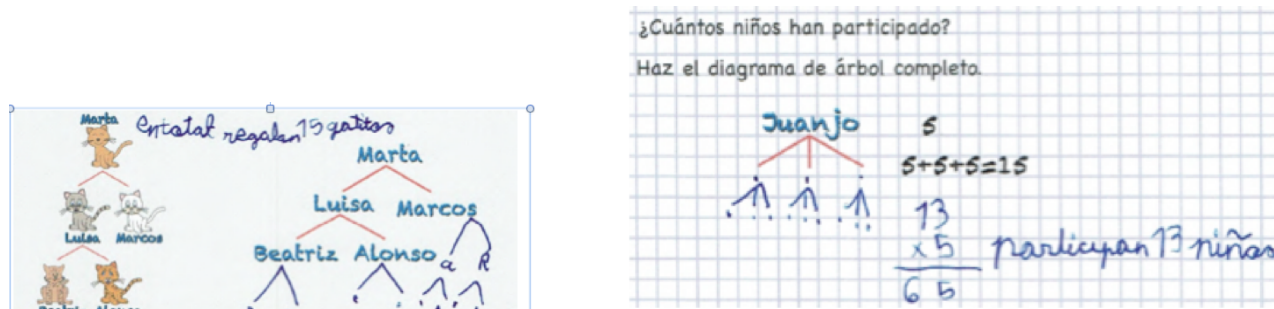 Marta
en total regalan 15 gatitos
Marta
Luisa Marcos
Luisa Marcos
Beatriz Alonso a R
¿Cuántos niños han participado?
Haz el diagrama de árbol completo.
Juanjo
5
5+5+5=15
13
x 5
65
participan 13 niños